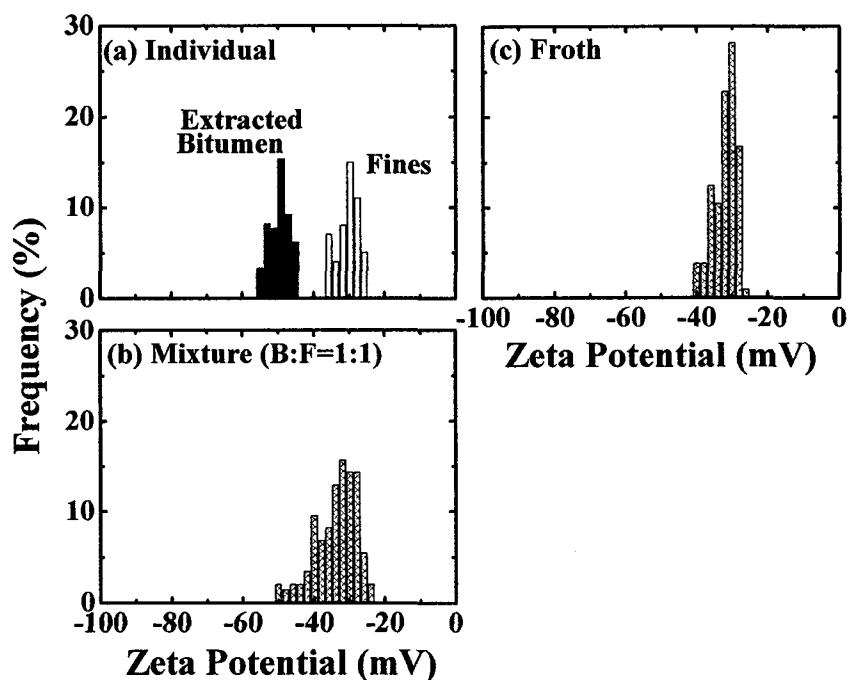 30
(a) Individual
(c) Froth
Extracted
Bitumen
Fines
20
10
0
-100 -80 -60 -40 -20 0
Zeta Potential (mV)
Frequency (%)
30
(b) Mixture (B:F=1:1)
20
10
0
-100 -80 -60 -40 -20 0
Zeta Potential (mV)